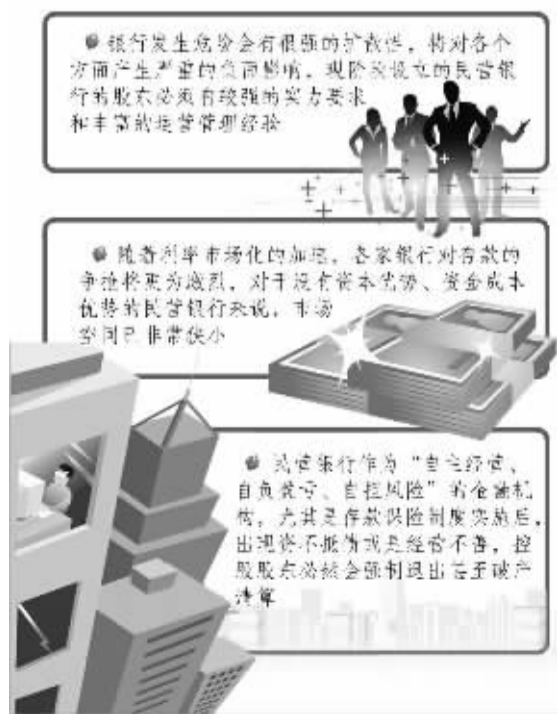 银行发生危险会有很强的扩散性，将对各个
方面产生严重的负面影响。现阶段设立的民营银
行的股东必须有较强的实力要求
和丰富的运营管理经验
随着利率市场化的加速，各家银行对存款的
争抢将更为激烈，对于没有资本优势、资金成本
优势的民营银行来说，市场
空间已非常狭小
民营银行作为“自主经营、
自负盈亏、自担风险”的金融机
构，尤其是存款保险制度实施后，
出现资不抵债或是经营不善，控
股股东必然会强制退出甚至破产
清算